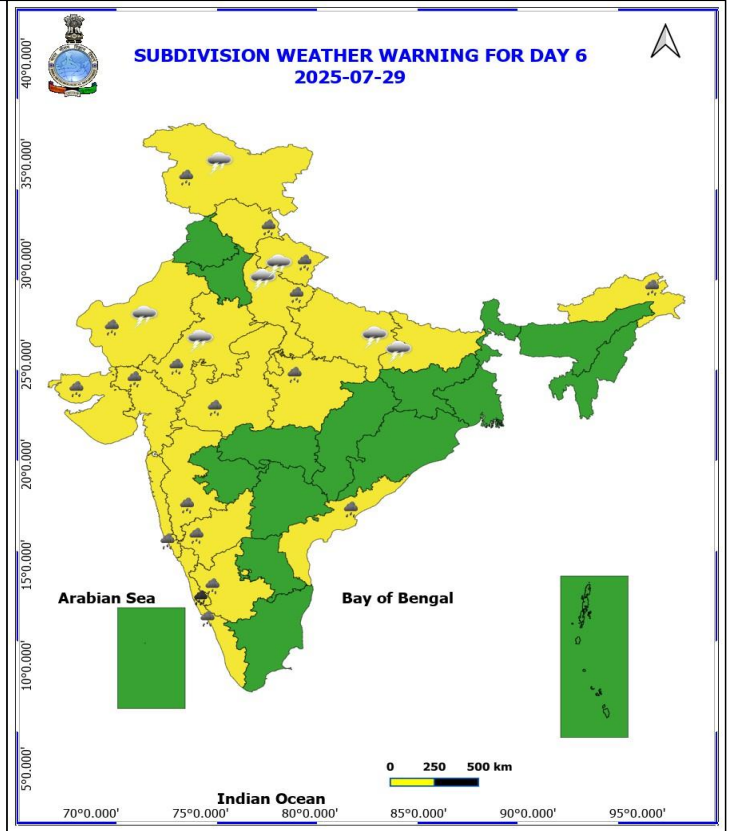 SUBDIVISION WEATHER WARNING FOR DAY 6
2025-07-29
40°0.000'
35°0.000'
30°0.000'
25°0.000'
20°0.000'
15°0.000'
10°0.000'
5°0.000'
Arabian Sea
Bay of Bengal
0 250 500 km
Indian Ocean
70°0.000' 75°0.000' 80°0.000' 85°0.000' 90°0.000' 95°0.000'